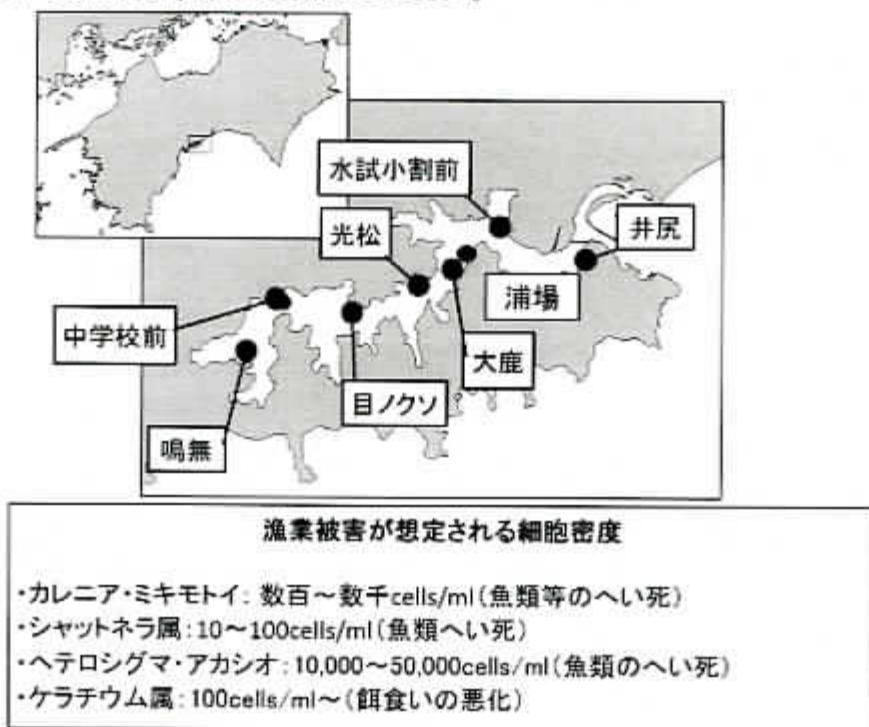 水試小割前
光松
井尻
浦場
中学校前
大鹿
目ノクソ
鳴無
漁業被害が想定される細胞密度
・カレニア・ミキモトイ: 数百～数千cells/ml(魚類等のへい死)
・シャットネラ属:10～100cells/ml(魚類へい死)
・ヘテロシグマ・アカシオ:10,000～50,000cells/ml(魚類のへい死)
・ケラチウム属:100cells/ml～(餌食いの悪化)